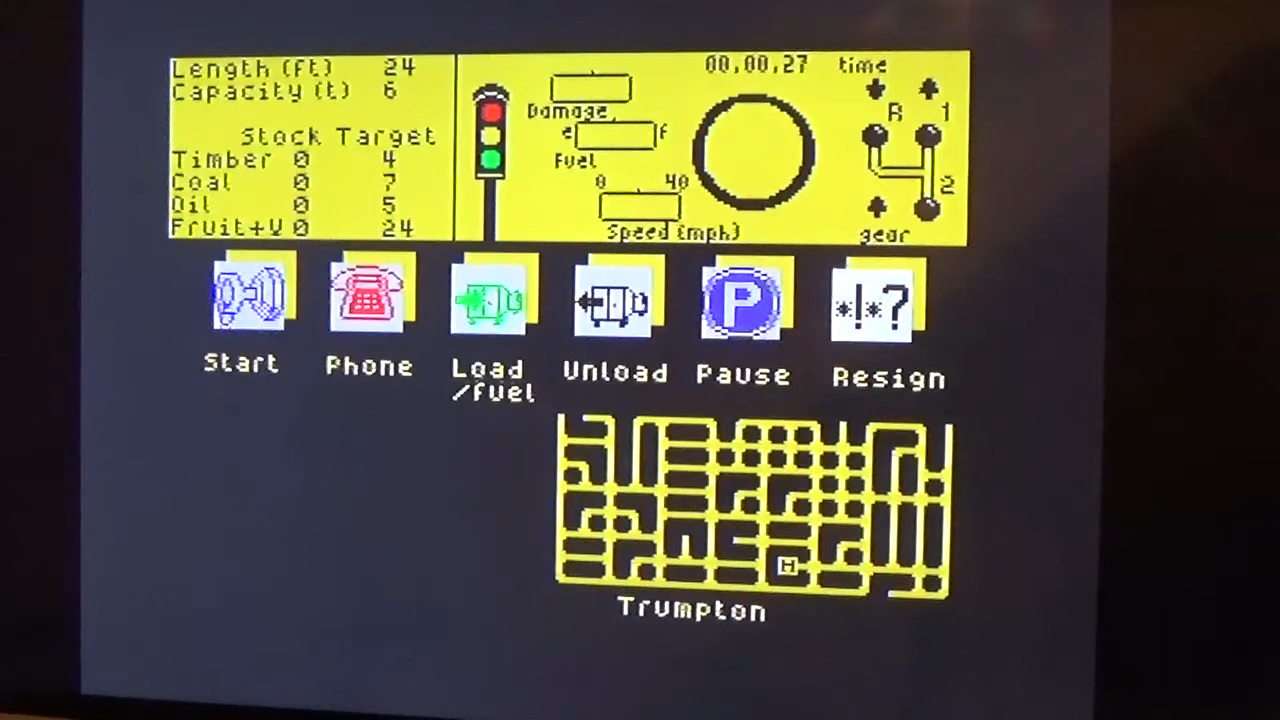 Length (ft) 24
Capacity (t) 6
Stock Target
Timber 0 4
Coal 0 7
Oil 0 5
Fruit+V 0 24
Damage
e f
Fuel
0 40
Speed (mph)
00,00,27 time
R 1
2
gear
P
*!*?
Start
Phone
Load
/fuel
Unload
Pause
Resign
H
Trumpton